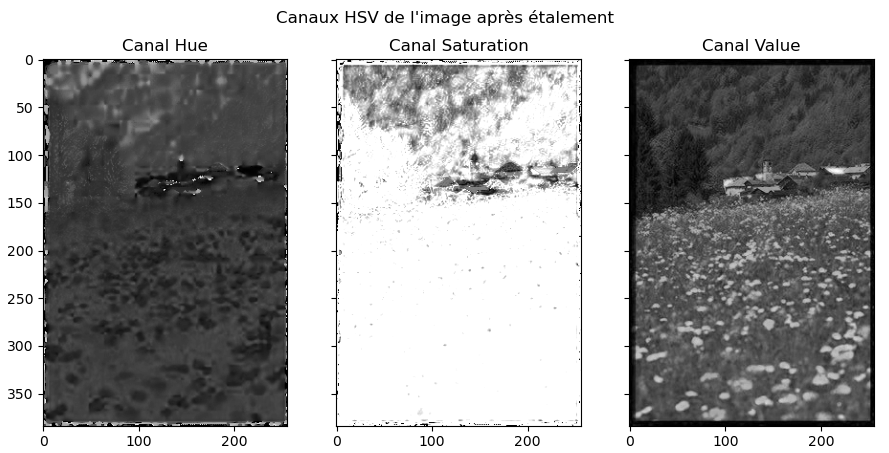 Canaux HSV de l'image après étalement
Canal Hue
Canal Saturation
Canal Value
0
50
100
150
200
250
300
350
0 100 200
0 100 200
0 100 200